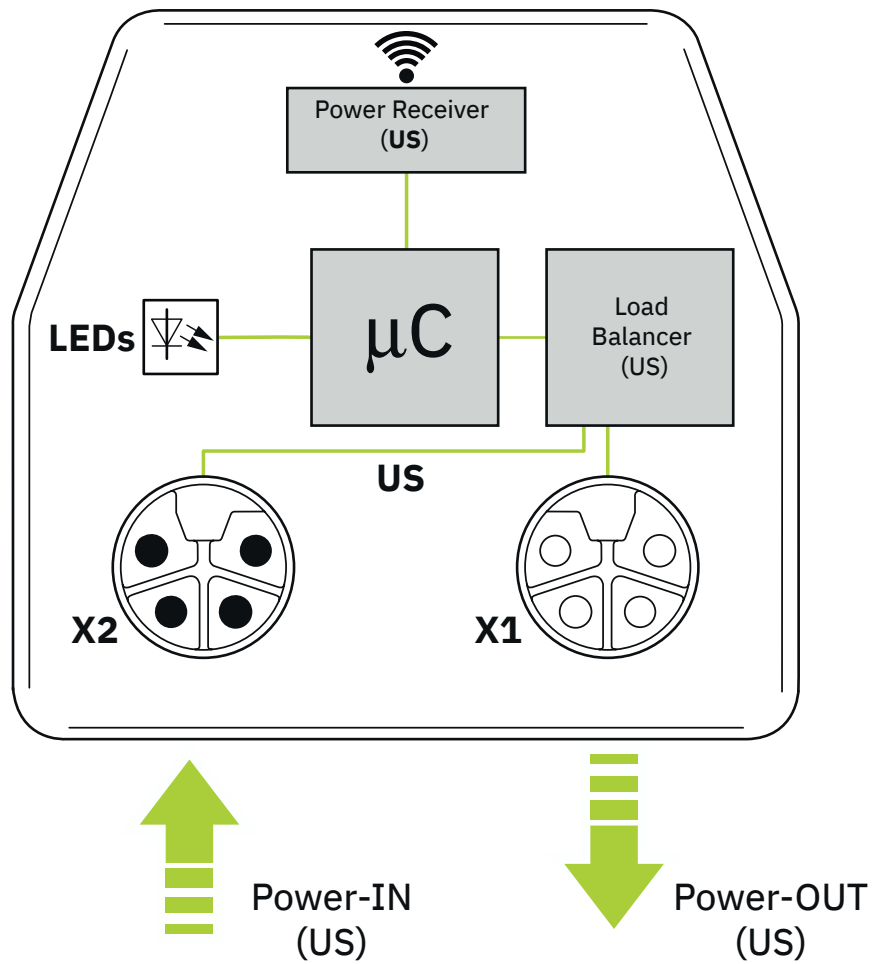 Power Receiver
(US)
LEDs
µC
Load
Balancer
(US)
US
X2
X1
Power-IN
(US)
Power-OUT
(US)